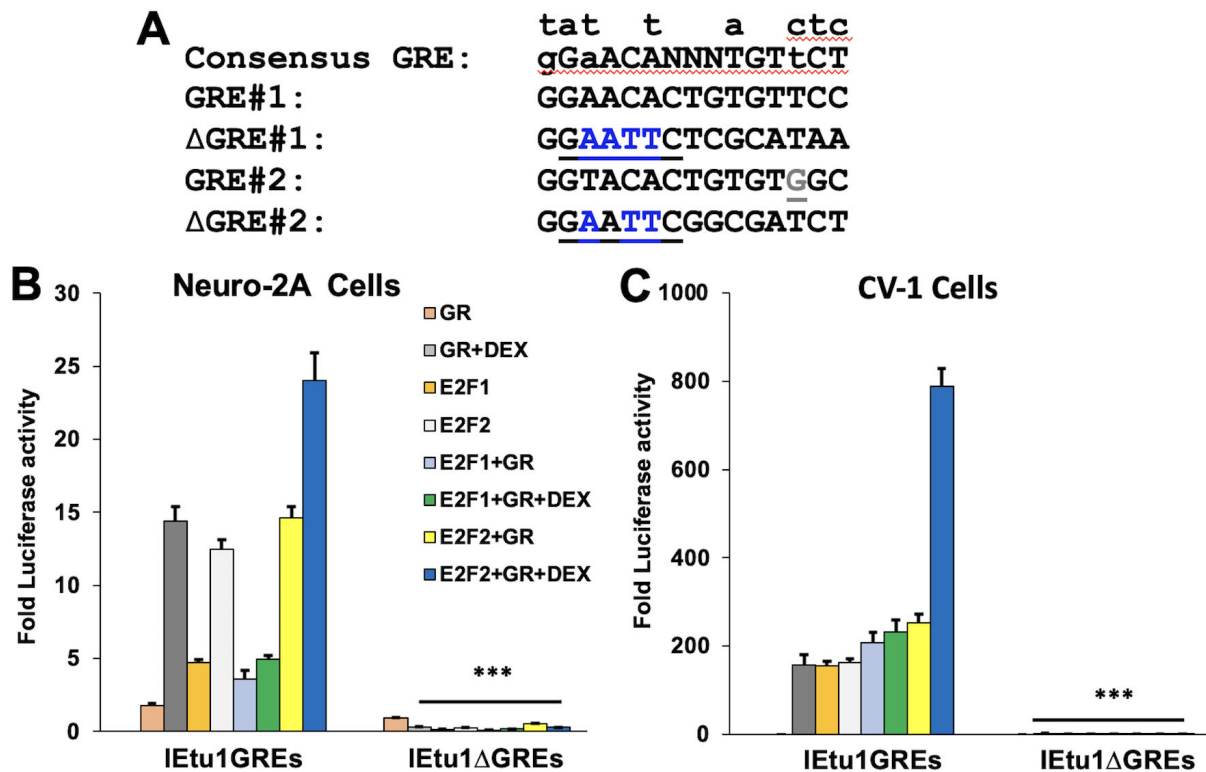 A
tat t a ctc
Consensus GRE: gGaACANNNTGTtCT
GRE#1: GGAACACTGTGTTCC
ΔGRE#1: GGAATTCTCGCATAA
GRE#2: GGTACACTGTGTGGC
ΔGRE#2: GGAATTCGGCGATCT
B
Neuro-2A Cells
30
25
20
15
10
5
0
Fold Luciferase activity
GR
GR+DEX
E2F1
E2F2
E2F1+GR
E2F1+GR+DEX
E2F2+GR
E2F2+GR+DEX
***
IEtu1GREs
IEtu1ΔGREs
C
CV-1 Cells
1000
800
600
400
200
0
Fold Luciferase activity
***
IEtu1GREs
IEtu1ΔGREs